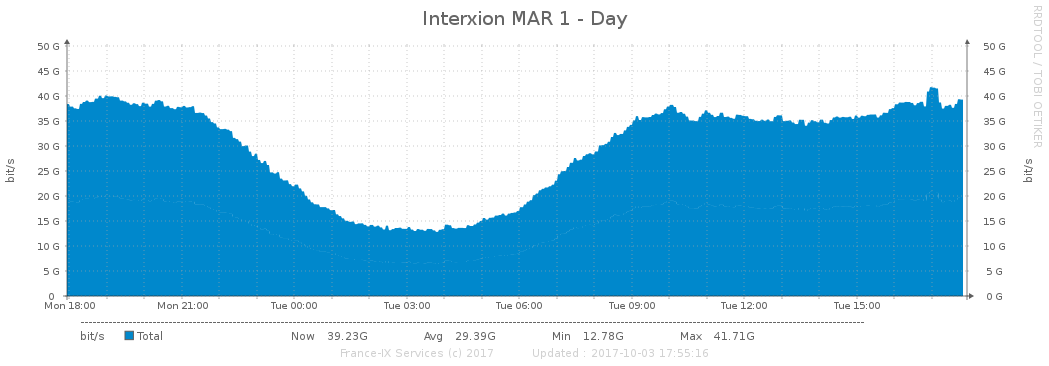 Interxion MAR 1 - Day
RRDTOOL / TOBI OETIKER
bit/s
50 G 50 G
45 G 45 G
40 G 40 G
35 G 35 G
30 G 30 G
25 G 25 G
20 G 20 G
15 G 15 G
10 G 10 G
5 G 5 G
0 0 G
bit/s
Mon 18:00 Mon 21:00 Tue 00:00 Tue 03:00 Tue 06:00 Tue 09:00 Tue 12:00 Tue 15:00
bit/s Total Now 39.23G Avg 29.39G Min 12.78G Max 41.71G
France-IX Services (c) 2017 Updated : 2017-10-03 17:55:16